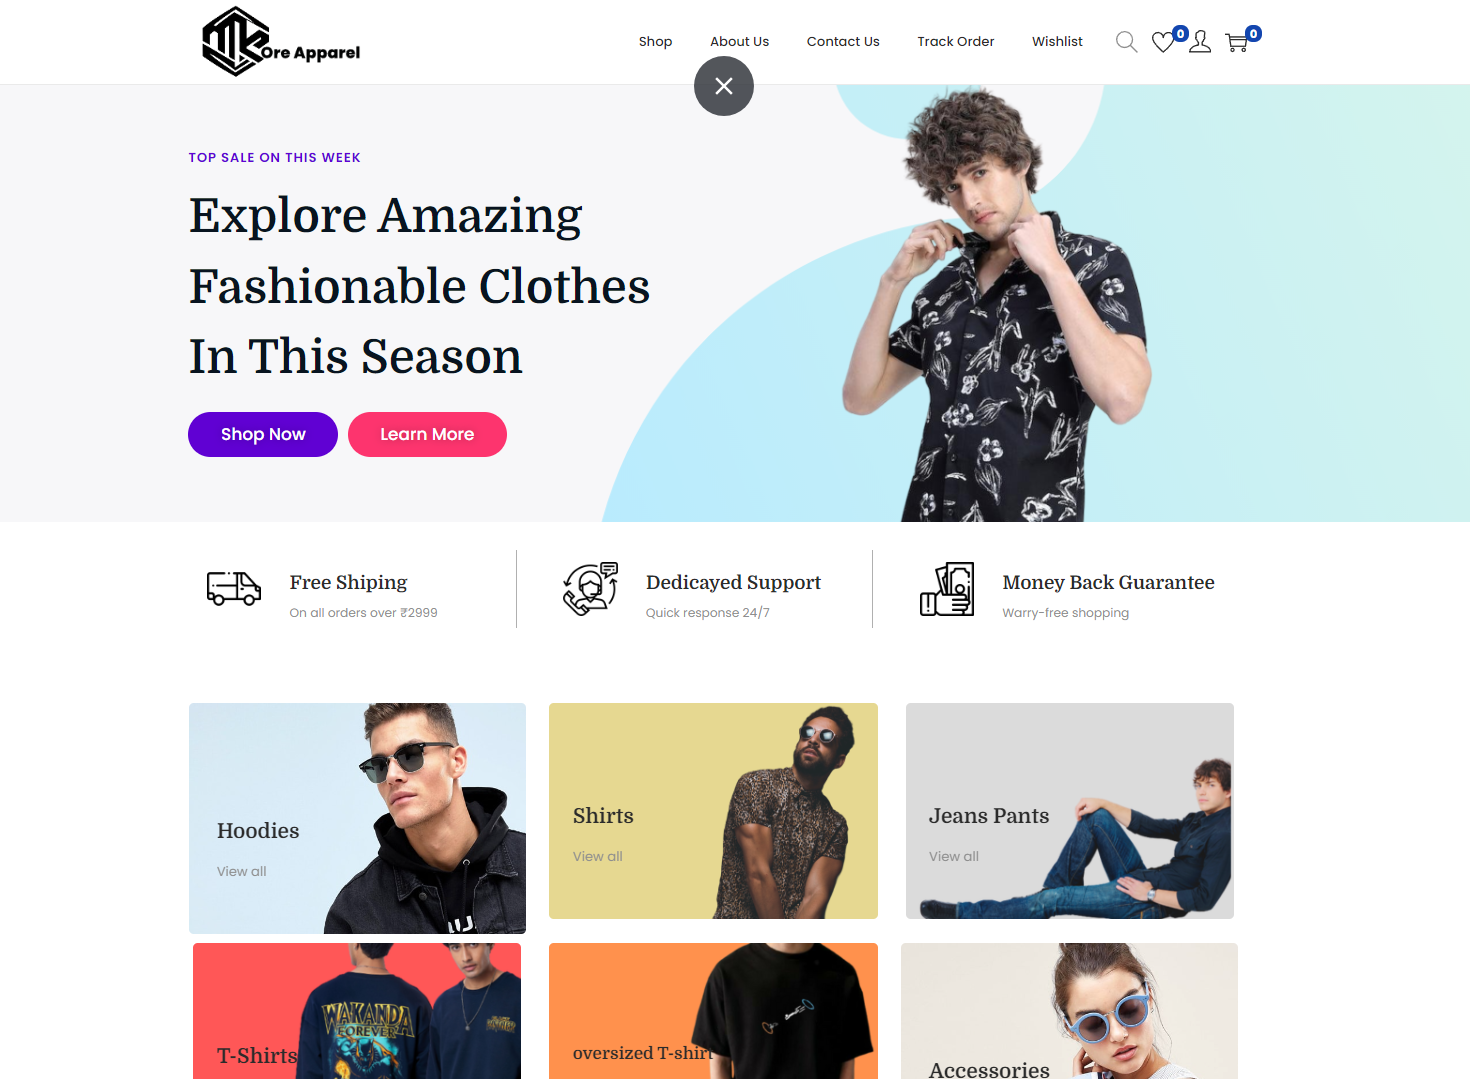 Ore Apparel
Shop
About Us
Contact Us
Track Order
Wishlist
0
0
TOP SALE ON THIS WEEK
Explore Amazing
Fashionable Clothes
In This Season
Shop Now
Learn More
Free Shiping
On all orders over ₹2999
Dedicayed Support
Quick response 24/7
Money Back Guarantee
Warry-free shopping
Hoodies
View all
Shirts
View all
Jeans Pants
View all
T-Shirts
WAKANDA
FOREVER
oversized T-shirt
Accessories